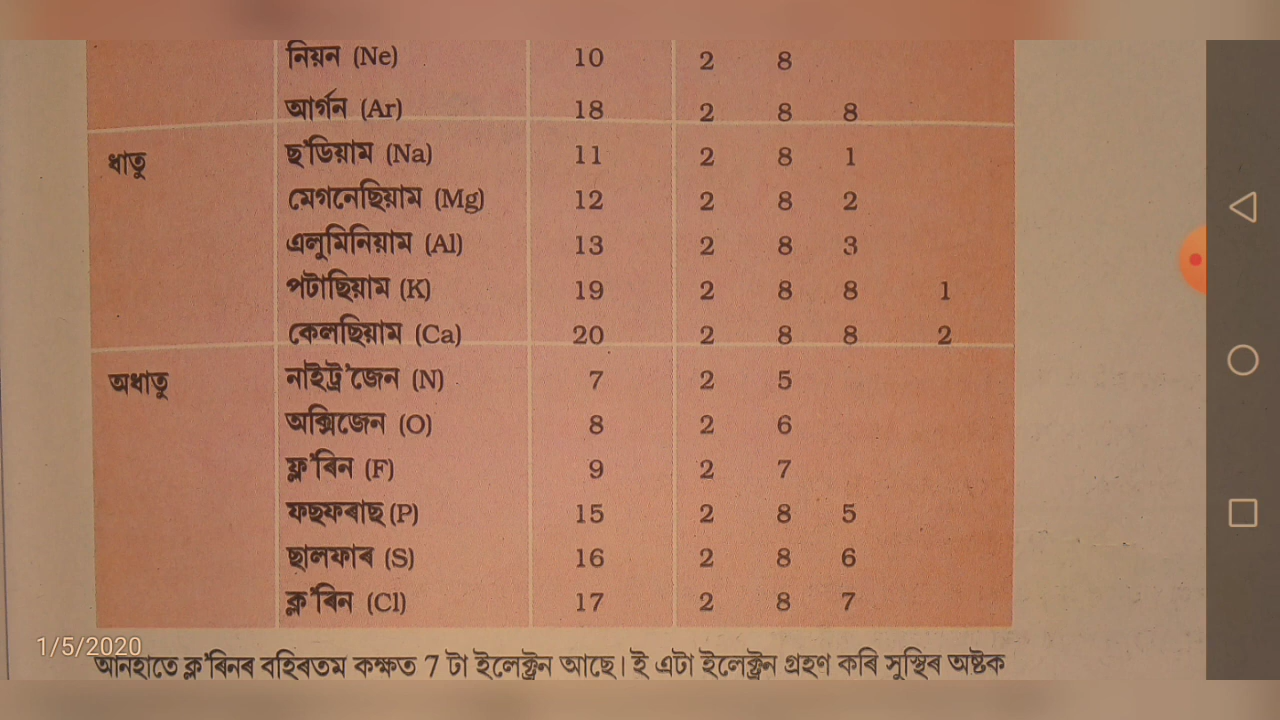 নিয়ন (Ne) 10 2 8
আৰ্গন (Ar) 18 2 8 8
ধাতু ছ'ডিয়াম (Na) 11 2 8 1
মেগনেছিয়াম (Mg) 12 2 8 2
এলুমিনিয়াম (Al) 13 2 8 3
পটাছিয়াম (K) 19 2 8 8 1
কেলছিয়াম (Ca) 20 2 8 8 2
অধাতু নাইট্ৰ'জেন (N) 7 2 5
অক্সিজেন (O) 8 2 6
ফ্ল'ৰিন (F) 9 2 7
ফছফৰাছ (P) 15 2 8 5
ছালফাৰ (S) 16 2 8 6
ক্ল'ৰিন (Cl) 17 2 8 7
1/5/2020
আনহাতে ক্ল'ৰিনৰ বহিৰতম কক্ষত 7 টা ইলেক্ট্ৰন আছে। ই এটা ইলেক্ট্ৰন গ্ৰহণ কৰি সুস্থিৰ অষ্টক